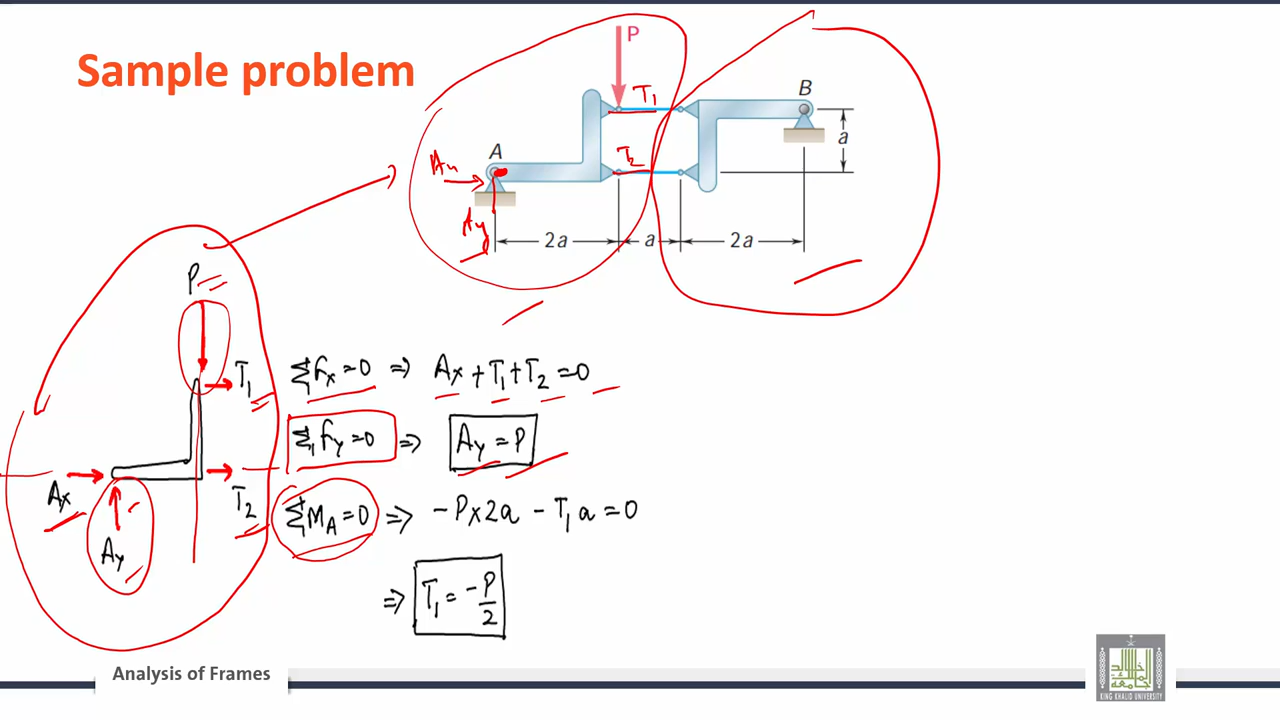 Sample problem
P
T1
B
A
T2
a
Ax
Ay
2a
a
2a
P
T1
Ax
T2
Ay
ΣFx=0 ⇒ Ax + T1 + T2 = 0
ΣFy=0 ⇒ Ay = P
ΣMA=0 ⇒ -P×2a - T1a = 0
⇒ T1 = -P/2
Analysis of Frames
KING KHALID UNIVERSITY